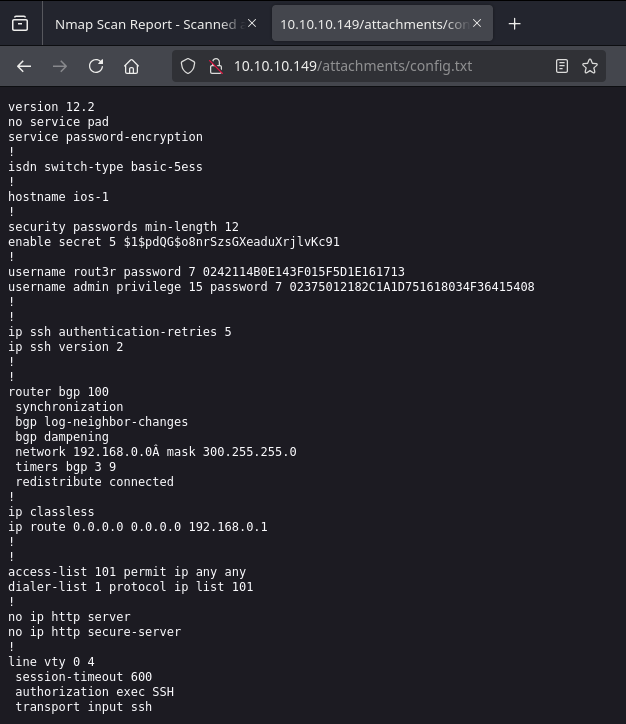 Nmap Scan Report - Scanned
10.10.10.149/attachments/con
10.10.10.149/attachments/config.txt
version 12.2
no service pad
service password-encryption
!
isdn switch-type basic-5ess
!
hostname ios-1
!
security passwords min-length 12
enable secret 5 $1$pdQG$o8nrSzsGXeaduXrjlvKc91
!
username rout3r password 7 0242114B0E143F015F5D1E161713
username admin privilege 15 password 7 02375012182C1A1D751618034F36415408
!
!
ip ssh authentication-retries 5
ip ssh version 2
!
!
router bgp 100
 synchronization
 bgp log-neighbor-changes
 bgp dampening
 network 192.168.0.0Â mask 300.255.255.0
 timers bgp 3 9
 redistribute connected
!
ip classless
ip route 0.0.0.0 0.0.0.0 192.168.0.1
!
!
access-list 101 permit ip any any
dialer-list 1 protocol ip list 101
!
no ip http server
no ip http secure-server
!
line vty 0 4
 session-timeout 600
 authorization exec SSH
 transport input ssh